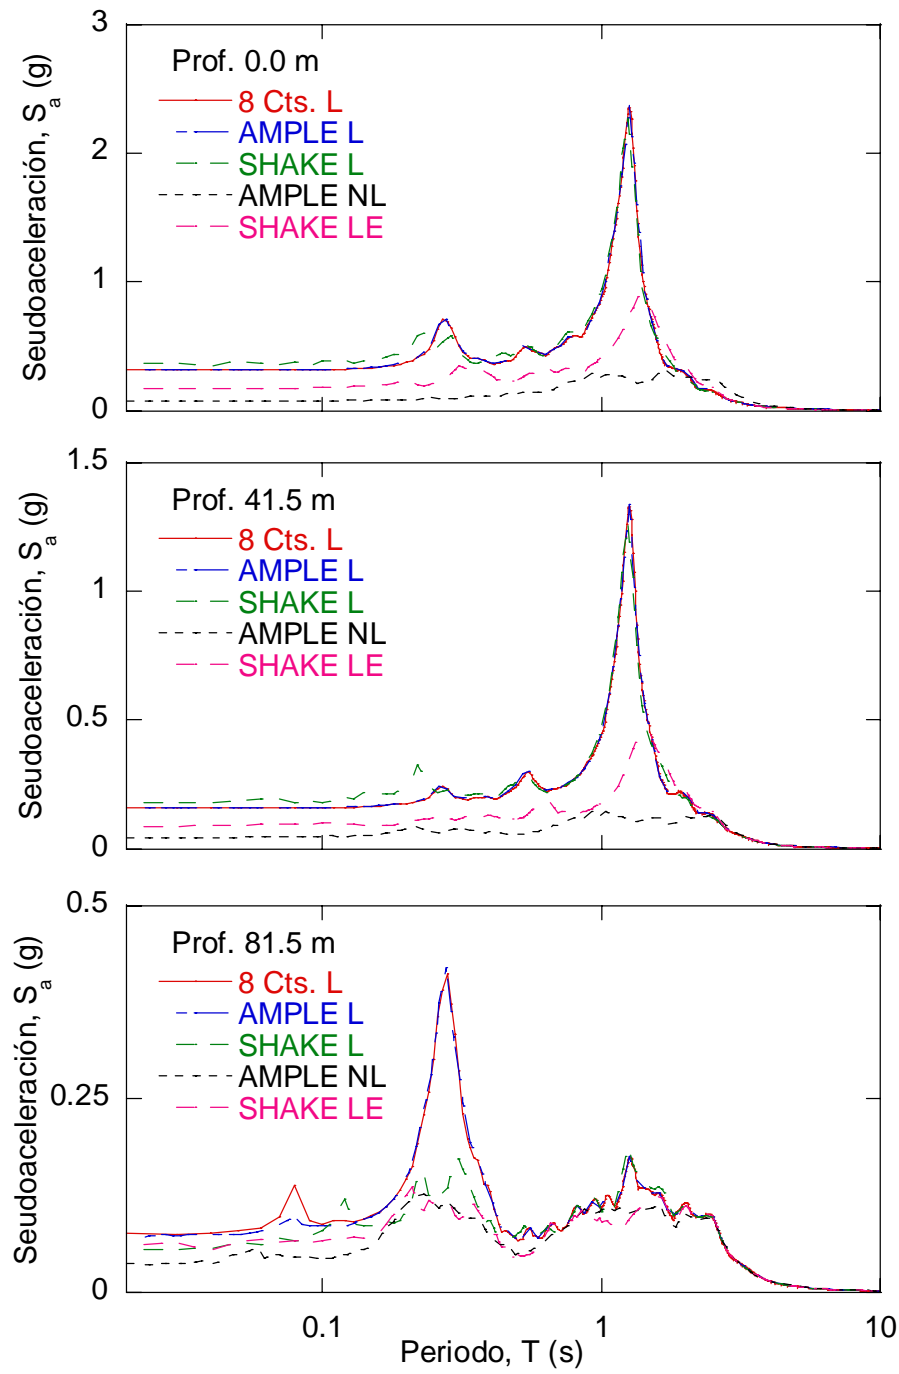 3
2
1
0
Seudoaceleración, Sa (g)
Prof. 0.0 m
8 Cts. L
AMPLE L
SHAKE L
AMPLE NL
SHAKE LE
1.5
1
0.5
0
Seudoaceleración, Sa (g)
Prof. 41.5 m
8 Cts. L
AMPLE L
SHAKE L
AMPLE NL
SHAKE LE
0.5
0.25
0
Seudoaceleración, Sa (g)
Prof. 81.5 m
8 Cts. L
AMPLE L
SHAKE L
AMPLE NL
SHAKE LE
0.1 1 10
Periodo, T (s)